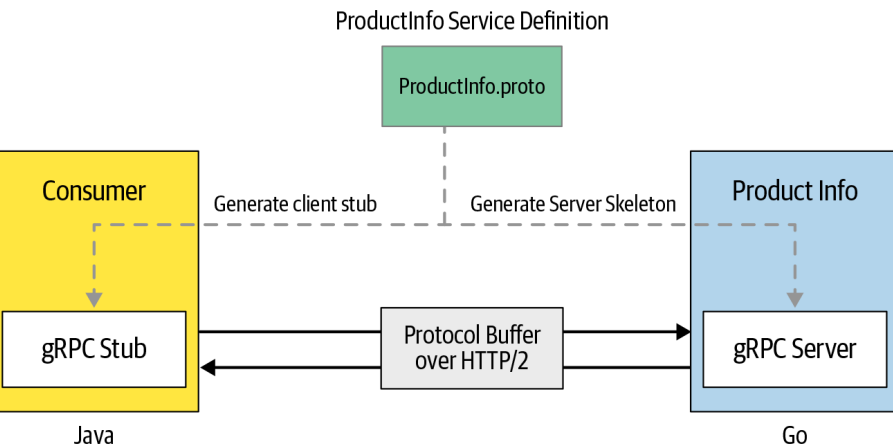 ProductInfo Service Definition
ProductInfo.proto
Consumer
Generate client stub
Generate Server Skeleton
Product Info
gRPC Stub
Protocol Buffer
over HTTP/2
gRPC Server
Java
Go